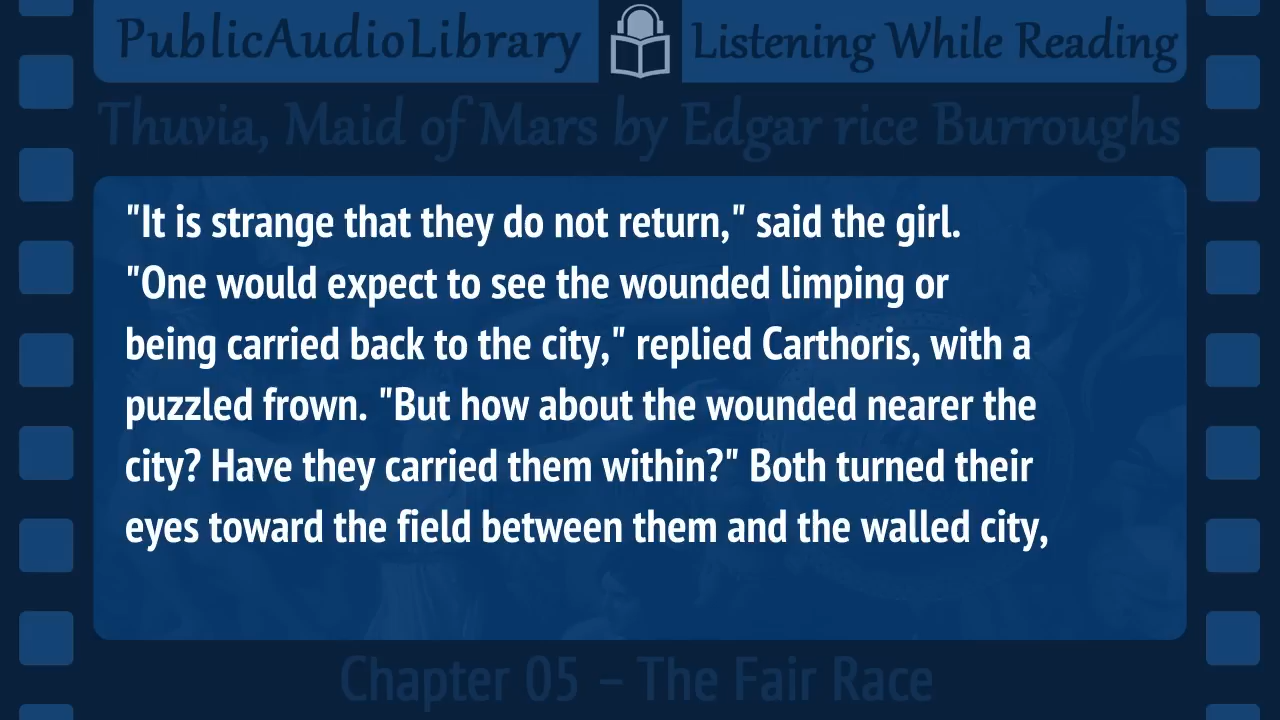 PublicAudioLibrary
Listening While Reading
Thuvia, Maid of Mars by Edgar rice Burroughs
"It is strange that they do not return," said the girl.
"One would expect to see the wounded limping or
being carried back to the city," replied Carthoris, with a
puzzled frown. "But how about the wounded nearer the
city? Have they carried them within?" Both turned their
eyes toward the field between them and the walled city,
Chapter 05 – The Fair Race